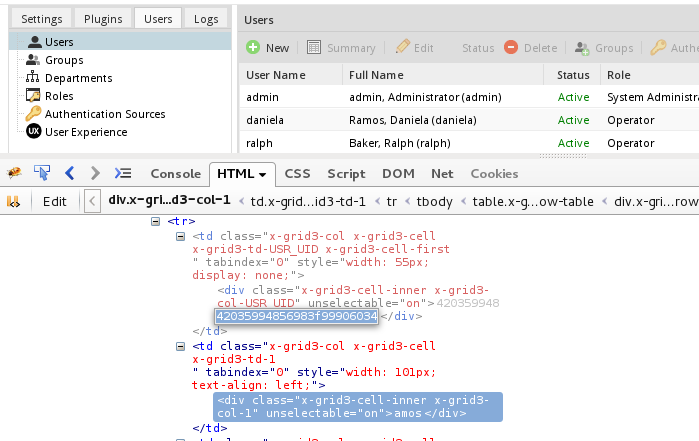 Settings Plugins Users Logs
Users
Users
New Summary Edit Status Delete Groups Authe
Groups
Departments
User Name Full Name Status Role
Roles
admin admin, Administrator (admin) Active System Administra
Authentication Sources
daniela Ramos, Daniela (daniela) Active Operator
UX User Experience
ralph Baker, Ralph (ralph) Active Operator
Console HTML CSS Script DOM Net Cookies
Edit div.x-gri...d3-col-1 td.x-grid...id3-td-1 tr tbody table.x-g...ow-table div.x-gri...row
<tr>
<td class="x-grid3-col x-grid3-cell
x-grid3-td-USR_UID x-grid3-cell-first
" tabindex="0" style="width: 55px;
display: none;">
<div class="x-grid3-cell-inner x-grid3-
col-USR_UID" unselectable="on">420359948
42035994856983f99906034</div>
</td>
<td class="x-grid3-col x-grid3-cell
x-grid3-td-1
" tabindex="0" style="width: 101px;
text-align: left;">
<div class="x-grid3-cell-inner x-grid3-
col-1" unselectable="on">amos</div>
</td>